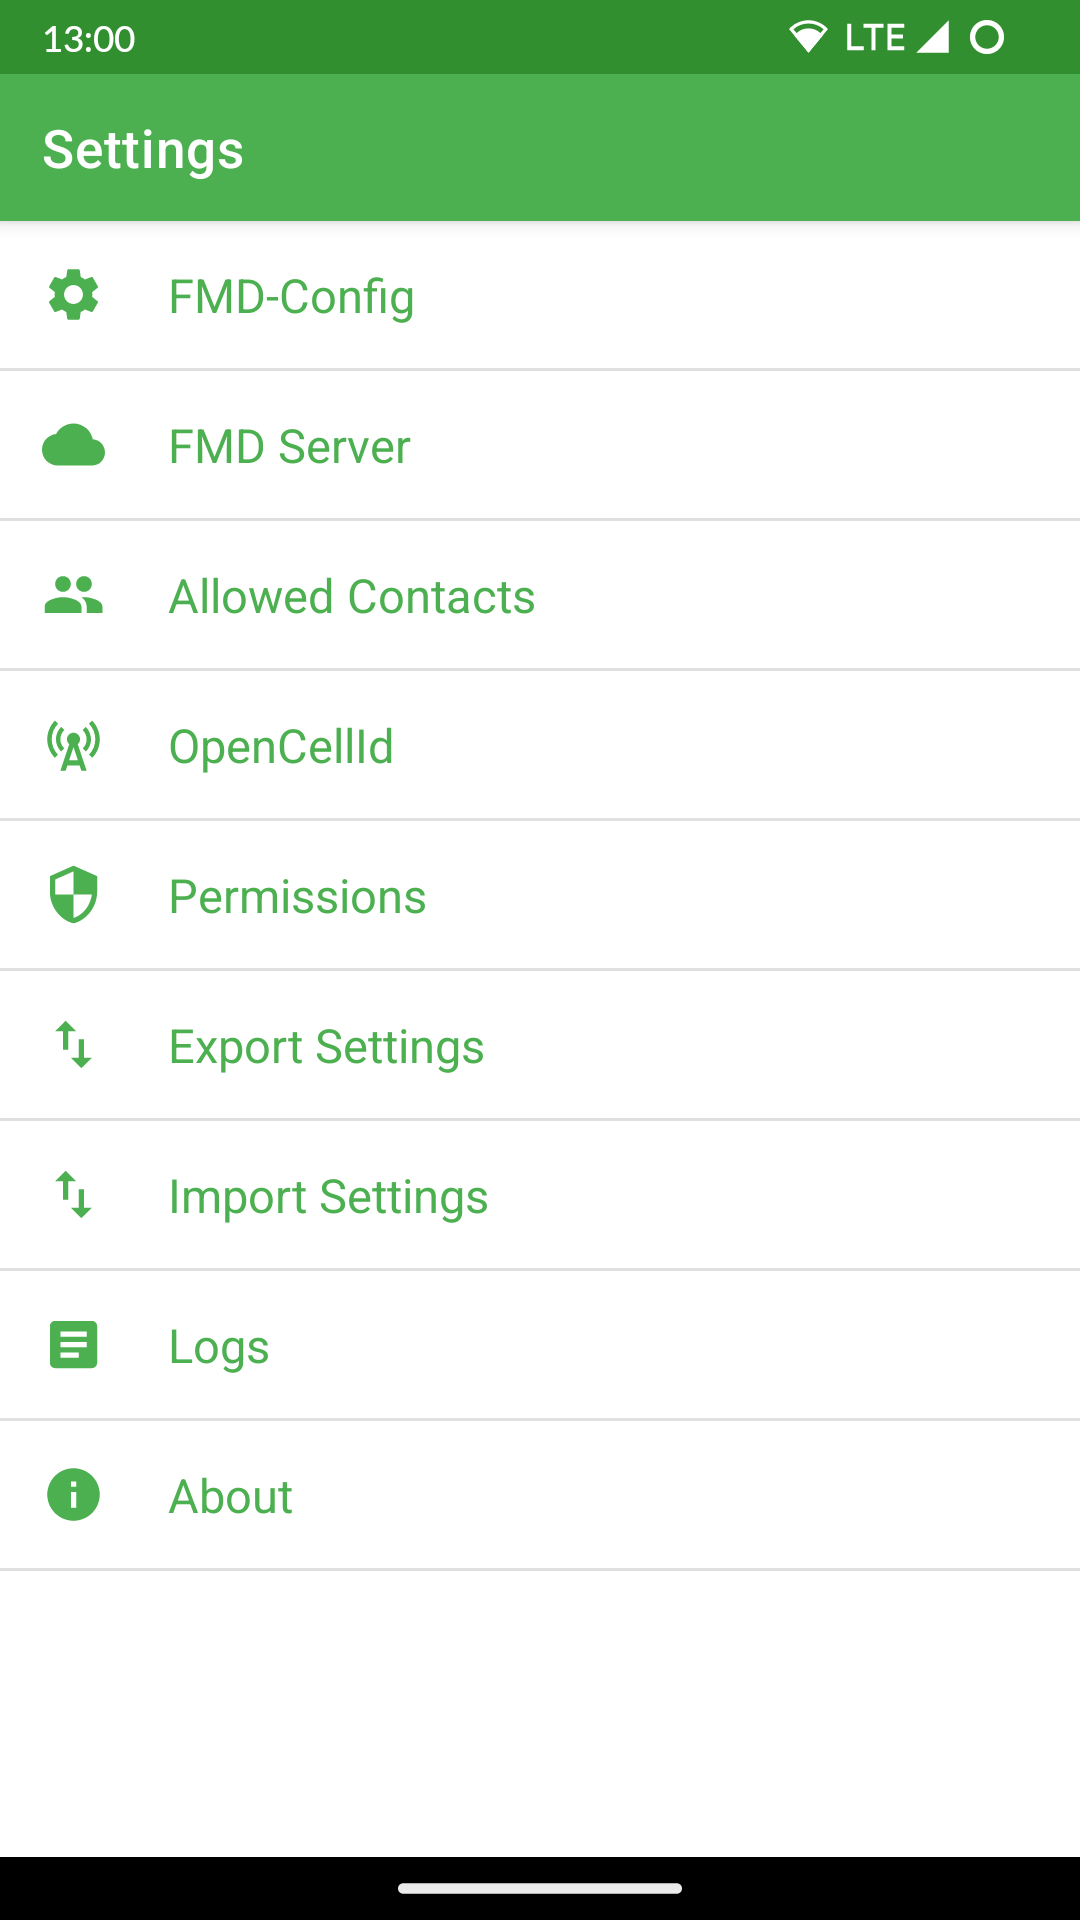 13:00 LTE
Settings
FMD-Config
FMD Server
Allowed Contacts
OpenCellId
Permissions
Export Settings
Import Settings
Logs
About